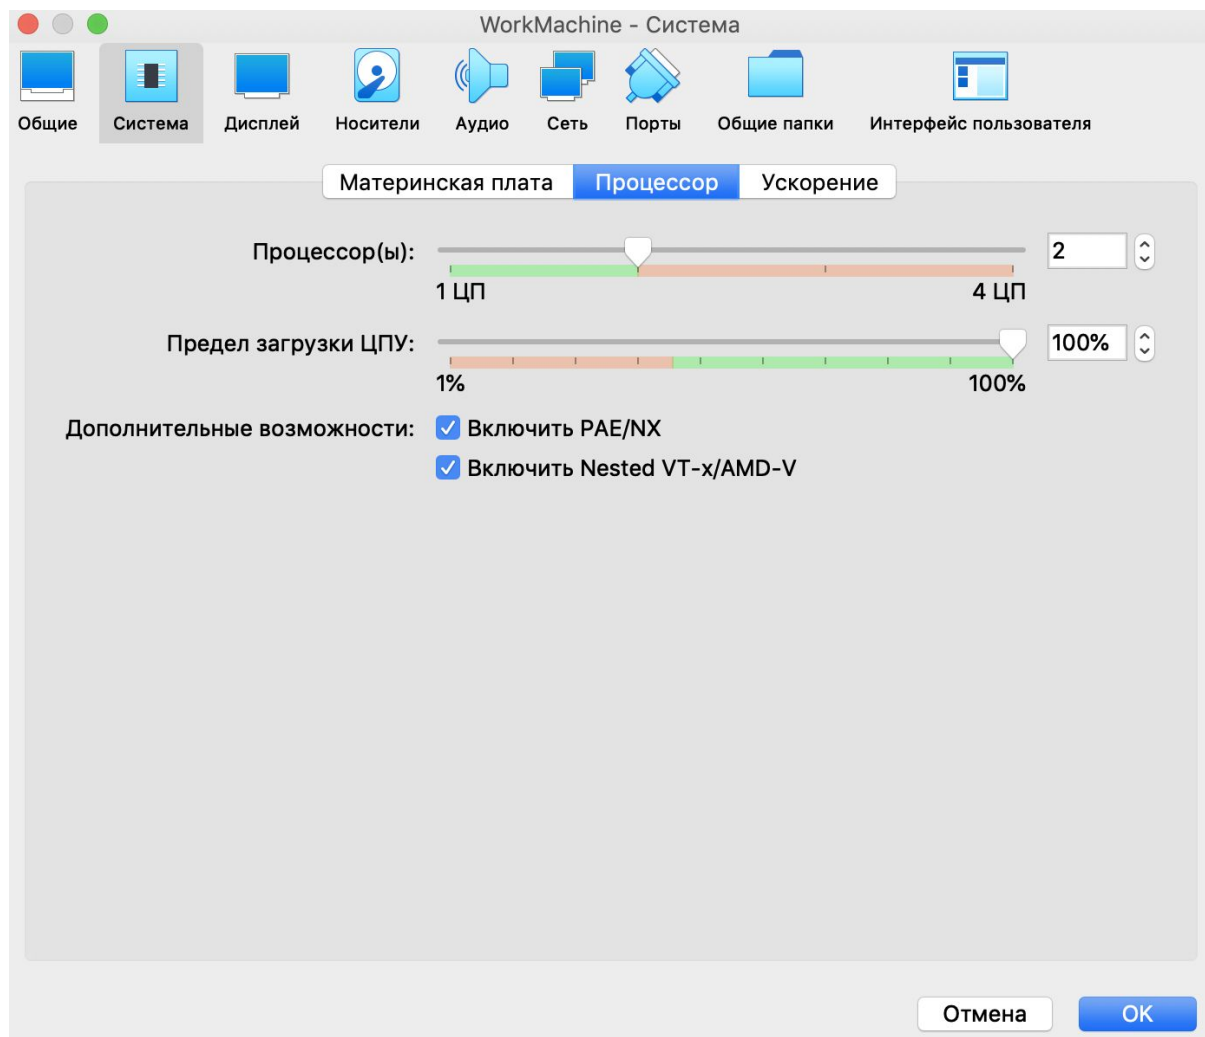 WorkMachine - Система
Общие Система Дисплей Носители Аудио Сеть Порты Общие папки Интерфейс пользователя
Материнская плата Процессор Ускорение
Процессор(ы): 2
1 ЦП 4 ЦП
Предел загрузки ЦПУ: 100%
1% 100%
Дополнительные возможности: Включить PAE/NX
Включить Nested VT-x/AMD-V
Отмена OK